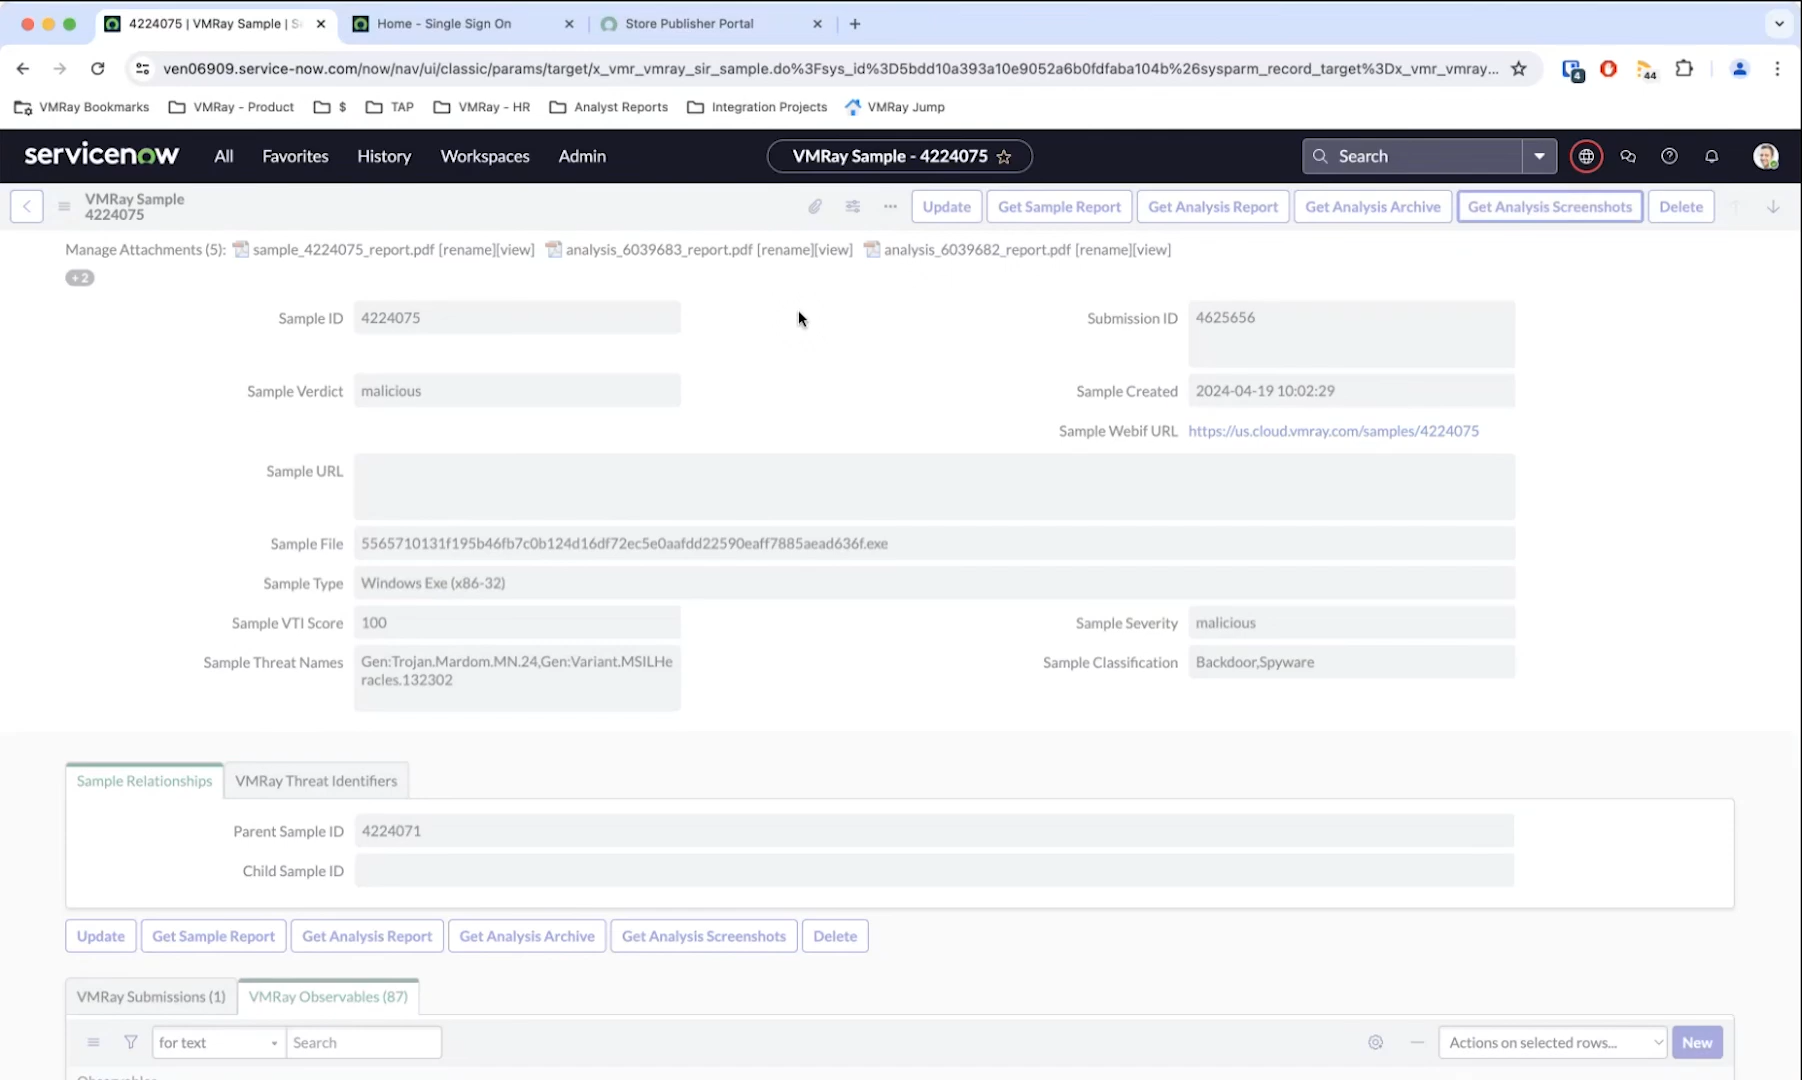 4224075 | VMRay Sample | S
Home - Single Sign On
Store Publisher Portal
ven06909.service-now.com/now/nav/ui/classic/params/target/x_vmr_vmray_sir_sample.do%3Fsys_id%3D5bdd10a393a10e9052a6b0fdfaba104b%26sysparm_record_target%3Dx_vmr_vmray...
4
44
VMRay Bookmarks
VMRay - Product
$
TAP
VMRay - HR
Analyst Reports
Integration Projects
VMRay Jump
servicenow
All
Favorites
History
Workspaces
Admin
VMRay Sample - 4224075
Search
VMRay Sample
4224075
Update
Get Sample Report
Get Analysis Report
Get Analysis Archive
Get Analysis Screenshots
Delete
Manage Attachments (5): sample_4224075_report.pdf [rename][view] analysis_6039683_report.pdf [rename][view] analysis_6039682_report.pdf [rename][view]
+2
Sample ID 4224075
Submission ID 4625656
Sample Verdict malicious
Sample Created 2024-04-19 10:02:29
Sample Webif URL https://us.cloud.vmray.com/samples/4224075
Sample URL
Sample File 5565710131f195b46fb7c0b124d16df72ec5e0aafdd22590eaff7885aead636f.exe
Sample Type Windows Exe (x86-32)
Sample VTI Score 100
Sample Severity malicious
Sample Threat Names Gen:Trojan.Mardom.MN.24,Gen:Variant.MSILHe
racles.132302
Sample Classification Backdoor,Spyware
Sample Relationships
VMRay Threat Identifiers
Parent Sample ID 4224071
Child Sample ID
Update
Get Sample Report
Get Analysis Report
Get Analysis Archive
Get Analysis Screenshots
Delete
VMRay Submissions (1)
VMRay Observables (87)
for text
Search
Actions on selected rows...
New